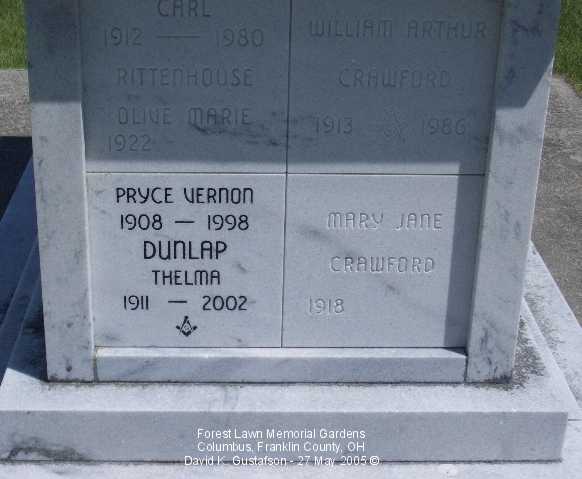 CARL
1912 — 1980
RITTENHOUSE
OLIVE MARIE
1922
WILLIAM ARTHUR
CRAWFORD
1913 1986
PRYCE VERNON
1908 — 1998
DUNLAP
THELMA
1911 — 2002
MARY JANE
CRAWFORD
1918
Forest Lawn Memorial Gardens
Columbus, Franklin County, OH
David K. Gustafson - 27 May 2005 ©